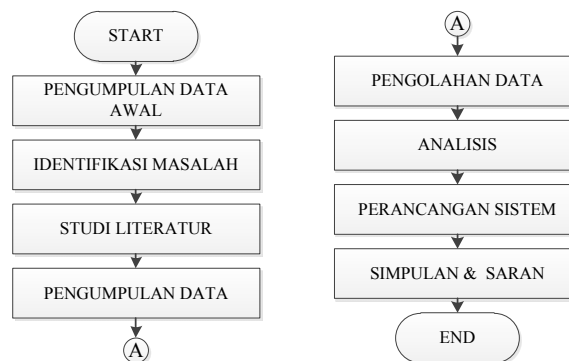 START
PENGUMPULAN DATA
AWAL
IDENTIFIKASI MASALAH
STUDI LITERATUR
PENGUMPULAN DATA
A
A
PENGOLAHAN DATA
ANALISIS
PERANCANGAN SISTEM
SIMPULAN & SARAN
END